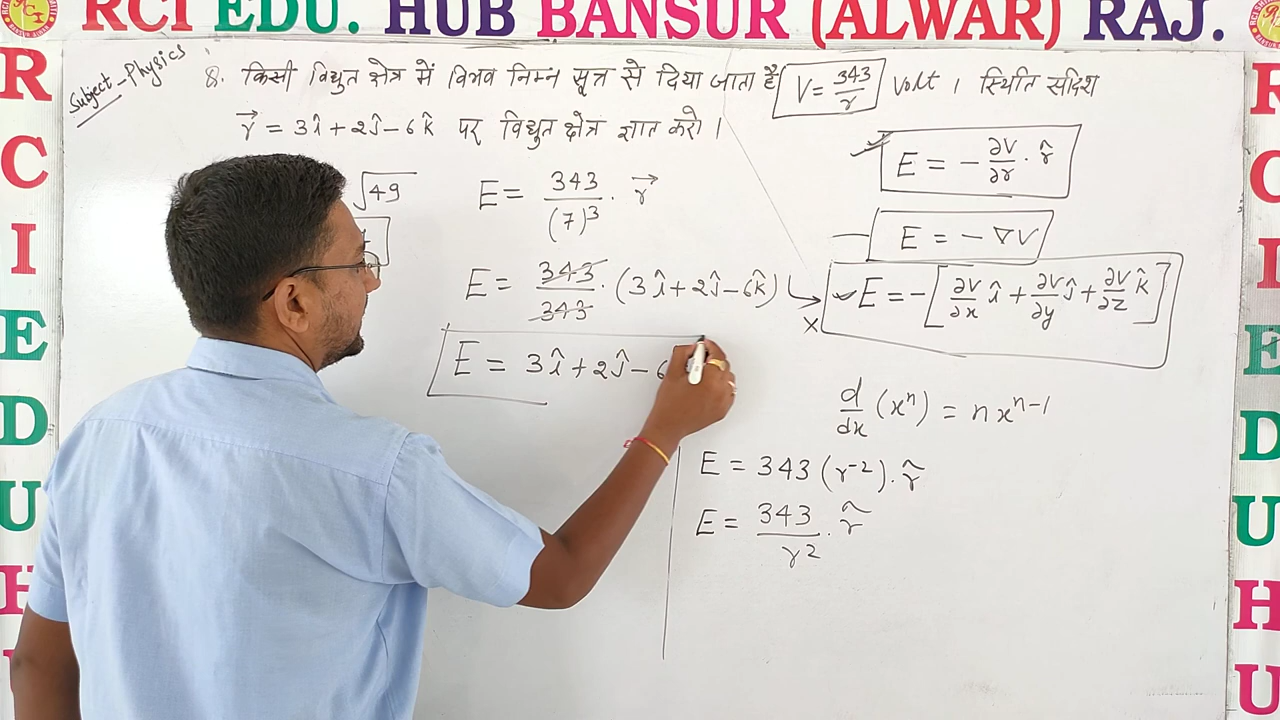 RCI EDU. HUB BANSUR (ALWAR) RAJ.
R
C
I
E
D
U
H
R
C
I
E
D
U
H
U
Subject - Physics
8. किसी विद्युत क्षेत्र में विभव निम्न सूत्र से दिया जाता है V = 343/r Volt । स्थिति सदिश
r⃗ = 3î + 2ĵ - 6k̂ पर विद्युत क्षेत्र ज्ञात करो ।
√49
E = 343/(7)³ . r⃗
E = 343/343 . (3î + 2ĵ - 6k̂)
E = 3î + 2ĵ - 6
E = - ∂V/∂r . r̂
E = - ∇V
E = - [∂V/∂x î + ∂V/∂y ĵ + ∂V/∂z k̂]
x
d/dx (xⁿ) = n xⁿ⁻¹
E = 343 (r⁻²) . r̂
E = 343/r² . r̂